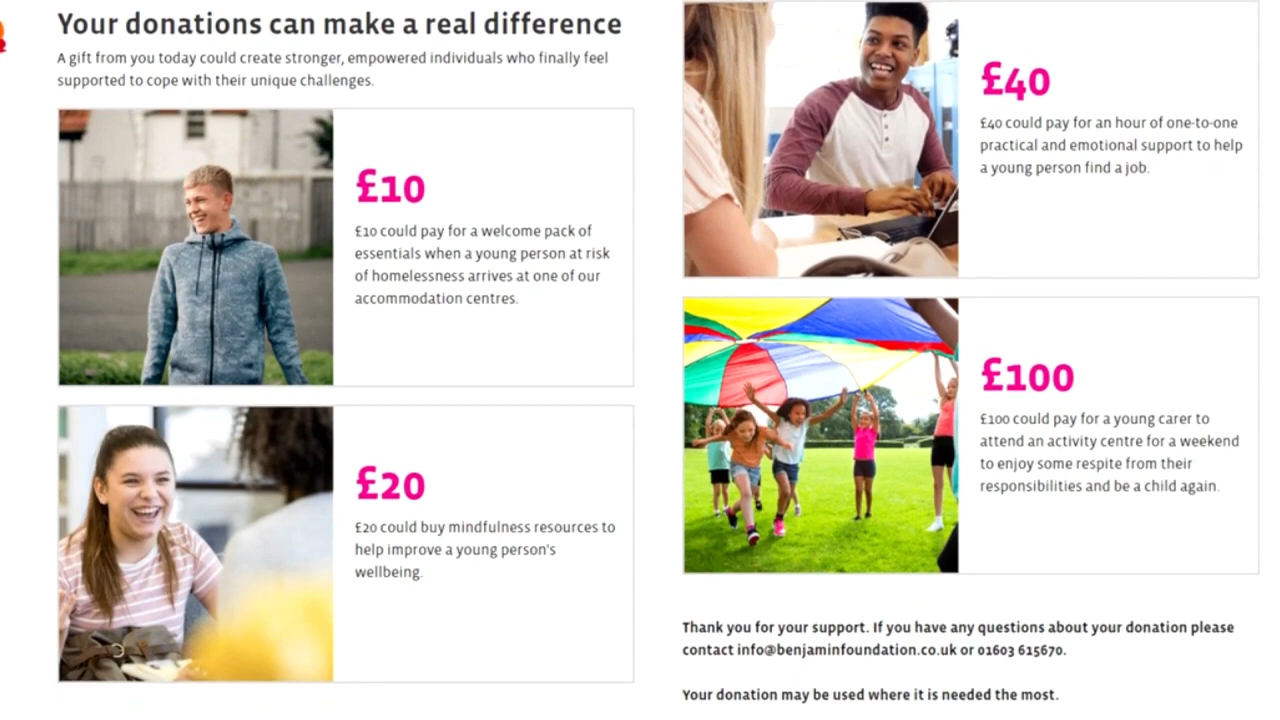 Your donations can make a real difference
A gift from you today could create stronger, empowered individuals who finally feel
supported to cope with their unique challenges.
£10
£10 could pay for a welcome pack of
essentials when a young person at risk
of homelessness arrives at one of our
accommodation centres.
£20
£20 could buy mindfulness resources to
help improve a young person's
wellbeing.
£40
£40 could pay for an hour of one-to-one
practical and emotional support to help
a young person find a job.
£100
£100 could pay for a young carer to
attend an activity centre for a weekend
to enjoy some respite from their
responsibilities and be a child again.
Thank you for your support. If you have any questions about your donation please
contact info@benjaminfoundation.co.uk or 01603 615670.
Your donation may be used where it is needed the most.